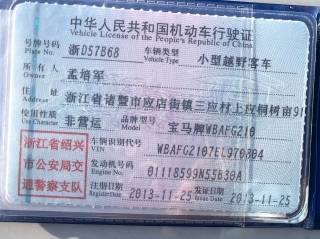 中华人民共和国机动车行驶证
Vehicle License of the People's Republic of China
号牌号码 浙D57B68 车辆类型 小型越野客车
Plate No. Vehicle Type
所有人 孟培军
Owner
住址 浙江省诸暨市应店街镇三应村上应桐树亩91
Address
使用性质 非营运 品牌型号 宝马牌WBAFG210
Use Character Model
浙江省绍兴 车辆识别代号 WBAFG2107EL970804
市公安局交 VIN
通警察支队 发动机号码 01118599N55B30A
Engine No.
注册日期 2013-11-25 发证日期 2013-11-25
Register Date Issue Date